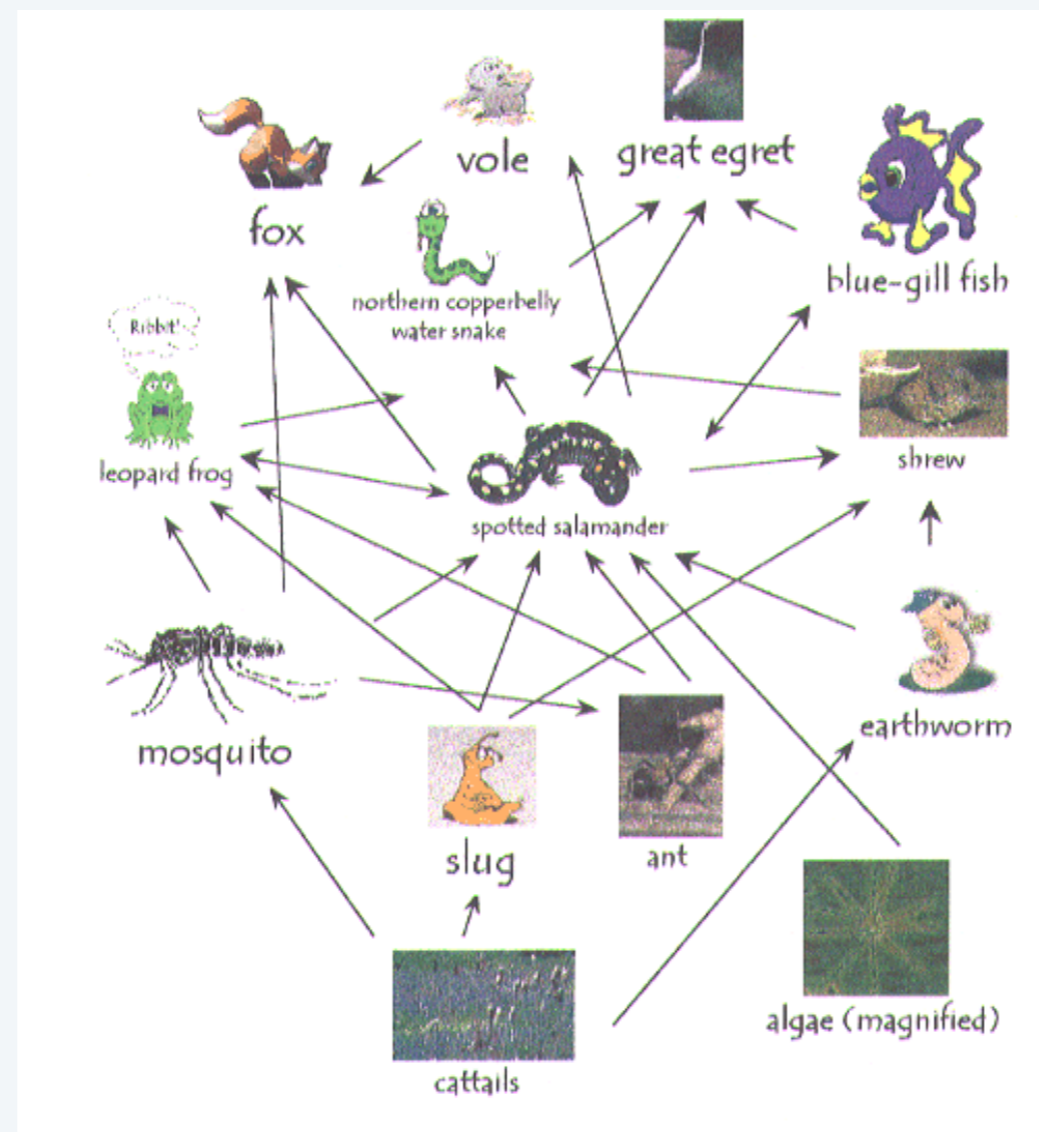 vole
great egret
fox
blue-gill fish
northern copperbelly
water snake
Ribbit!
leopard frog
shrew
spotted salamander
earthworm
mosquito
slug
ant
algae (magnified)
cattails